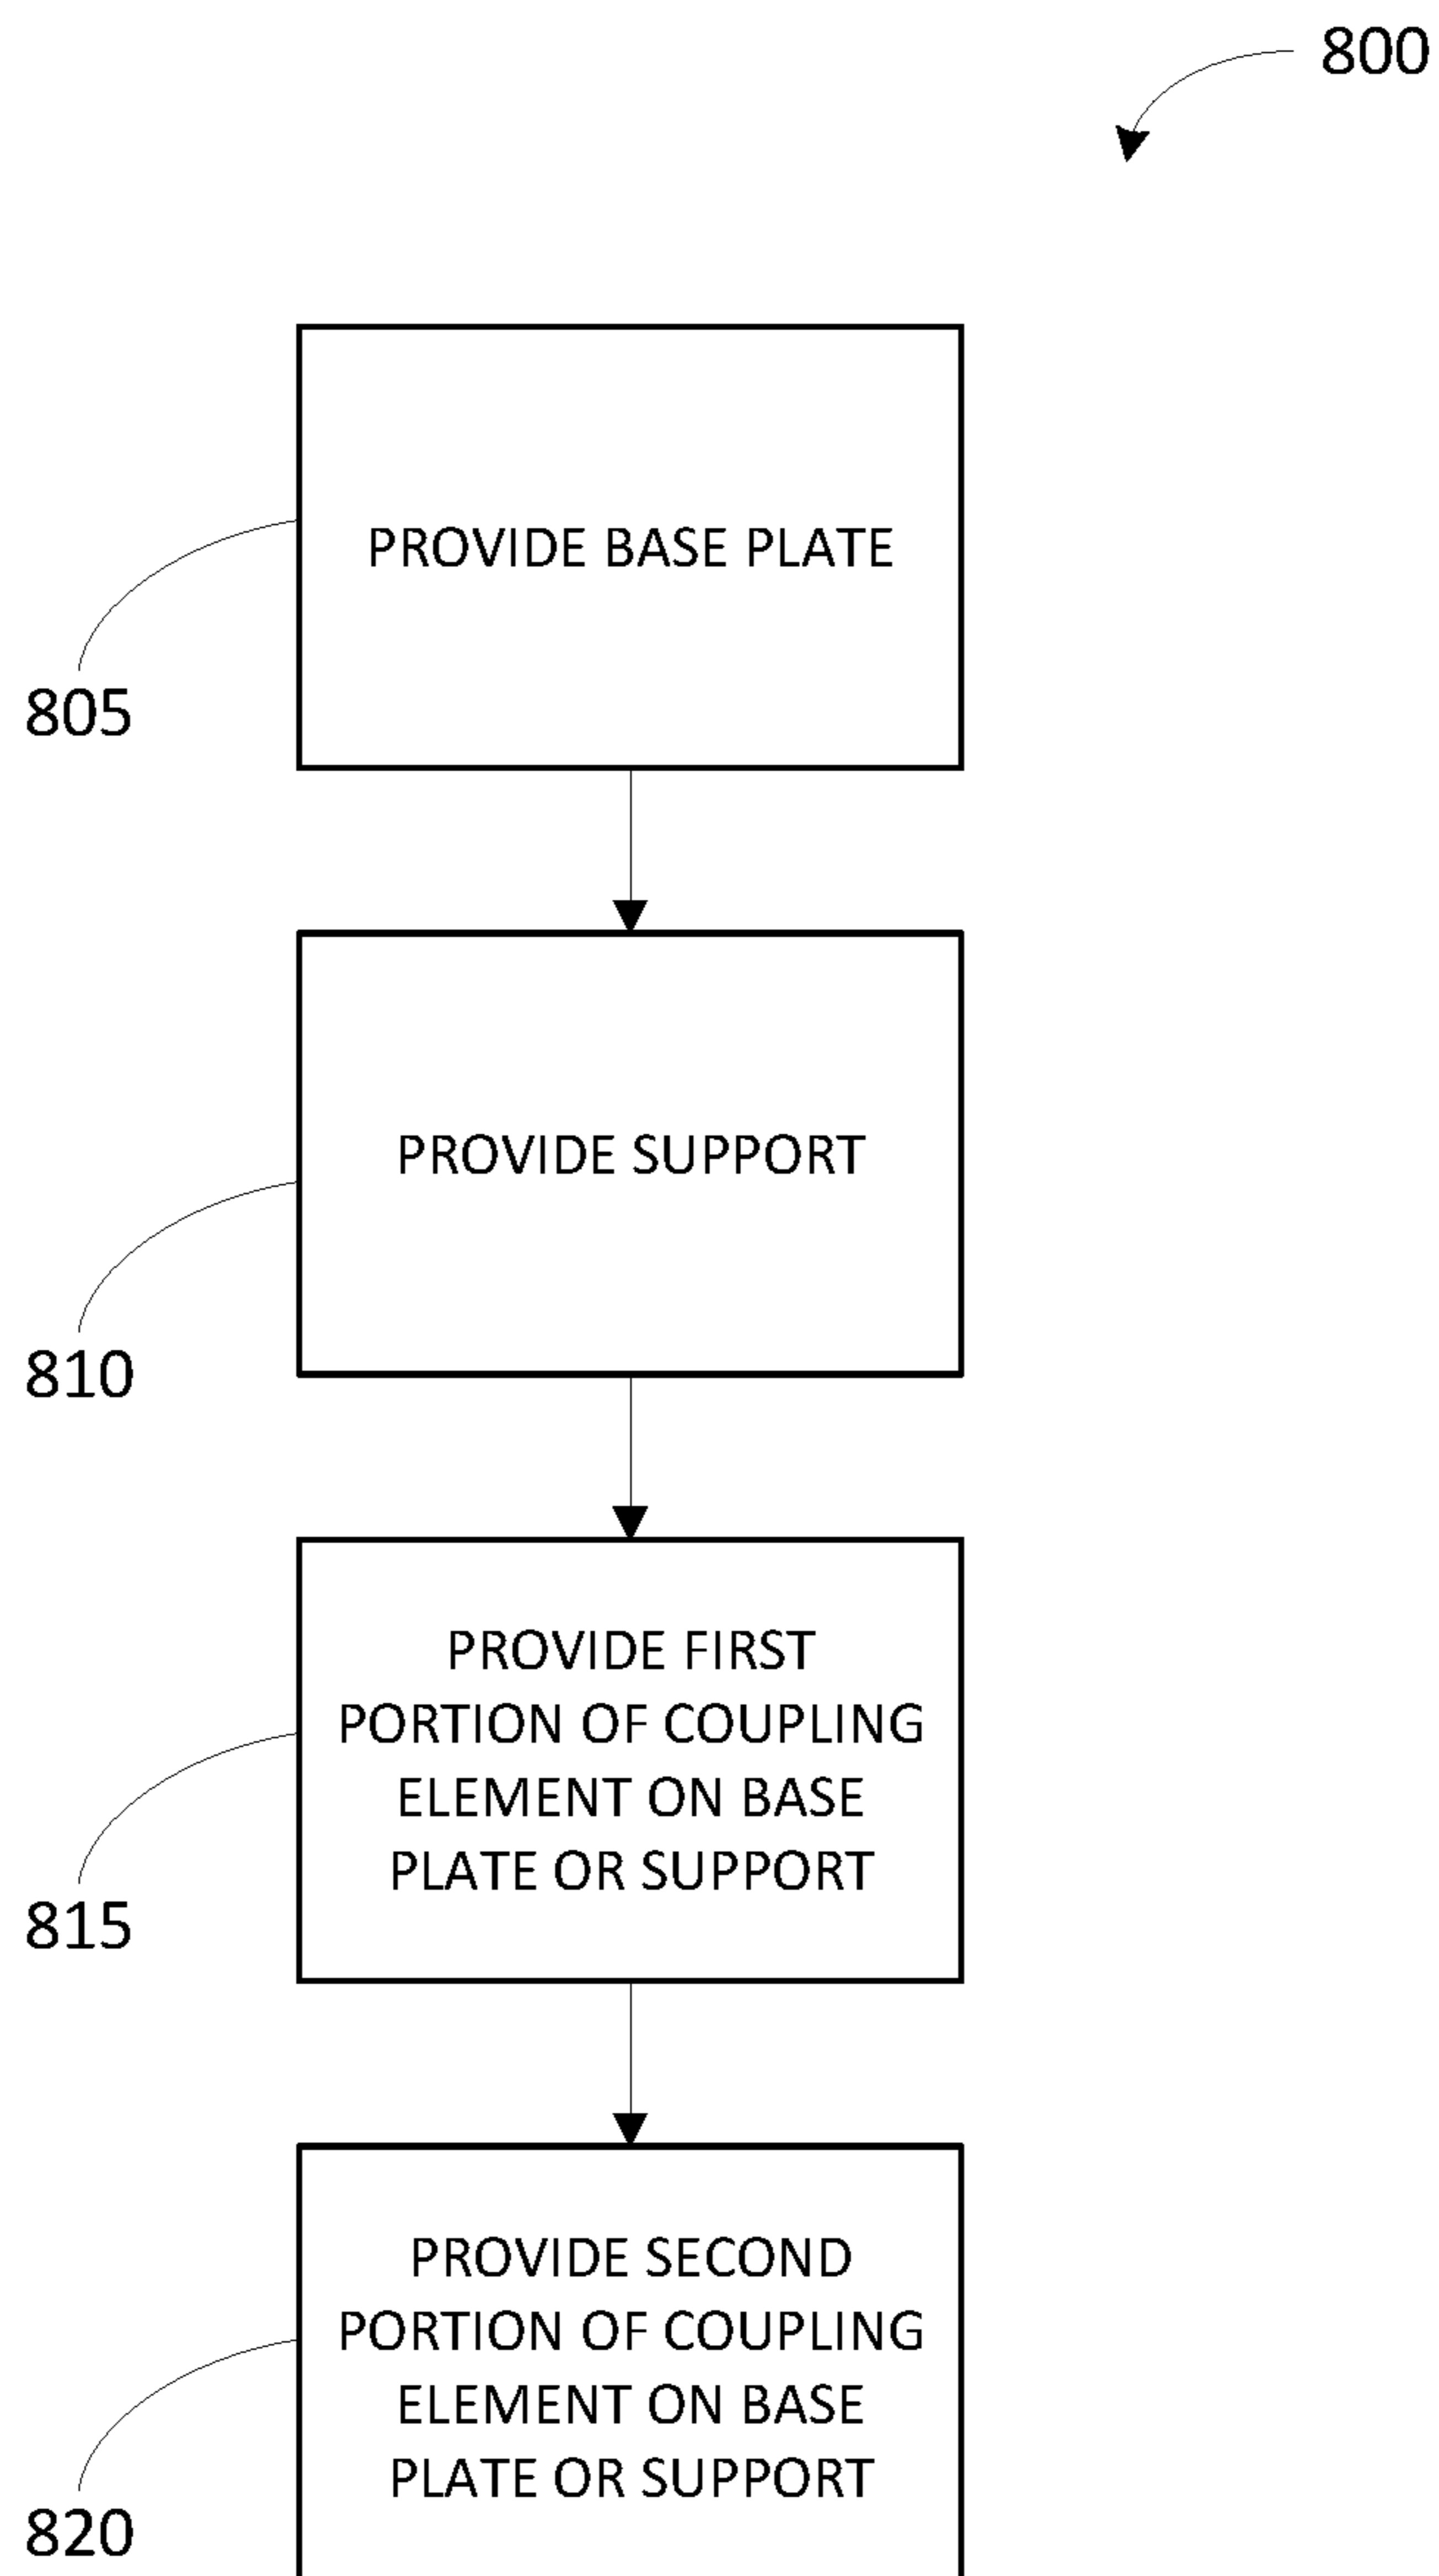 800
PROVIDE BASE PLATE
805
PROVIDE SUPPORT
810
PROVIDE FIRST
PORTION OF COUPLING
ELEMENT ON BASE
PLATE OR SUPPORT
815
PROVIDE SECOND
PORTION OF COUPLING
ELEMENT ON BASE
PLATE OR SUPPORT
820